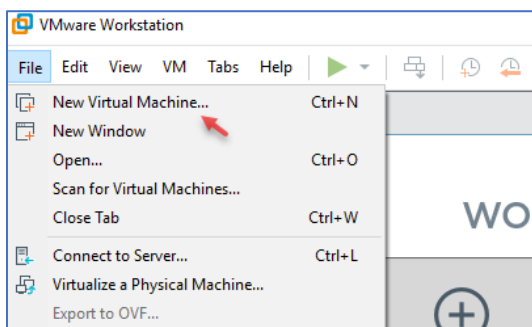 VMware Workstation
File Edit View VM Tabs Help
New Virtual Machine... Ctrl+N
New Window
Open... Ctrl+O
Scan for Virtual Machines...
Close Tab Ctrl+W
WO
Connect to Server... Ctrl+L
Virtualize a Physical Machine...
Export to OVF...